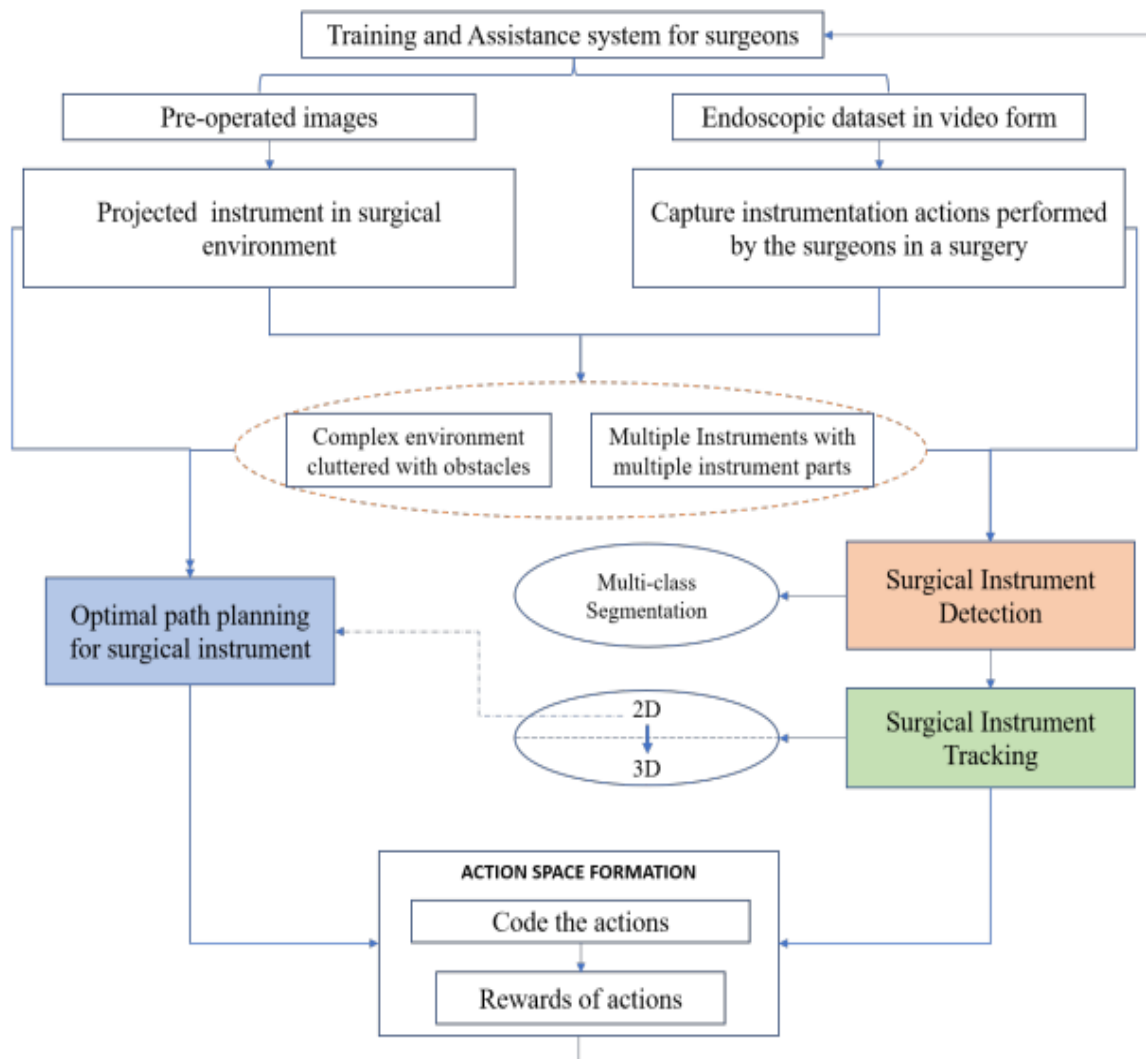 Training and Assistance system for surgeons
Pre-operated images
Endoscopic dataset in video form
Projected instrument in surgical
environment
Capture instrumentation actions performed
by the surgeons in a surgery
Complex environment
cluttered with obstacles
Multiple Instruments with
multiple instrument parts
Multi-class
Segmentation
Surgical Instrument
Detection
Optimal path planning
for surgical instrument
2D
3D
Surgical Instrument
Tracking
ACTION SPACE FORMATION
Code the actions
Rewards of actions